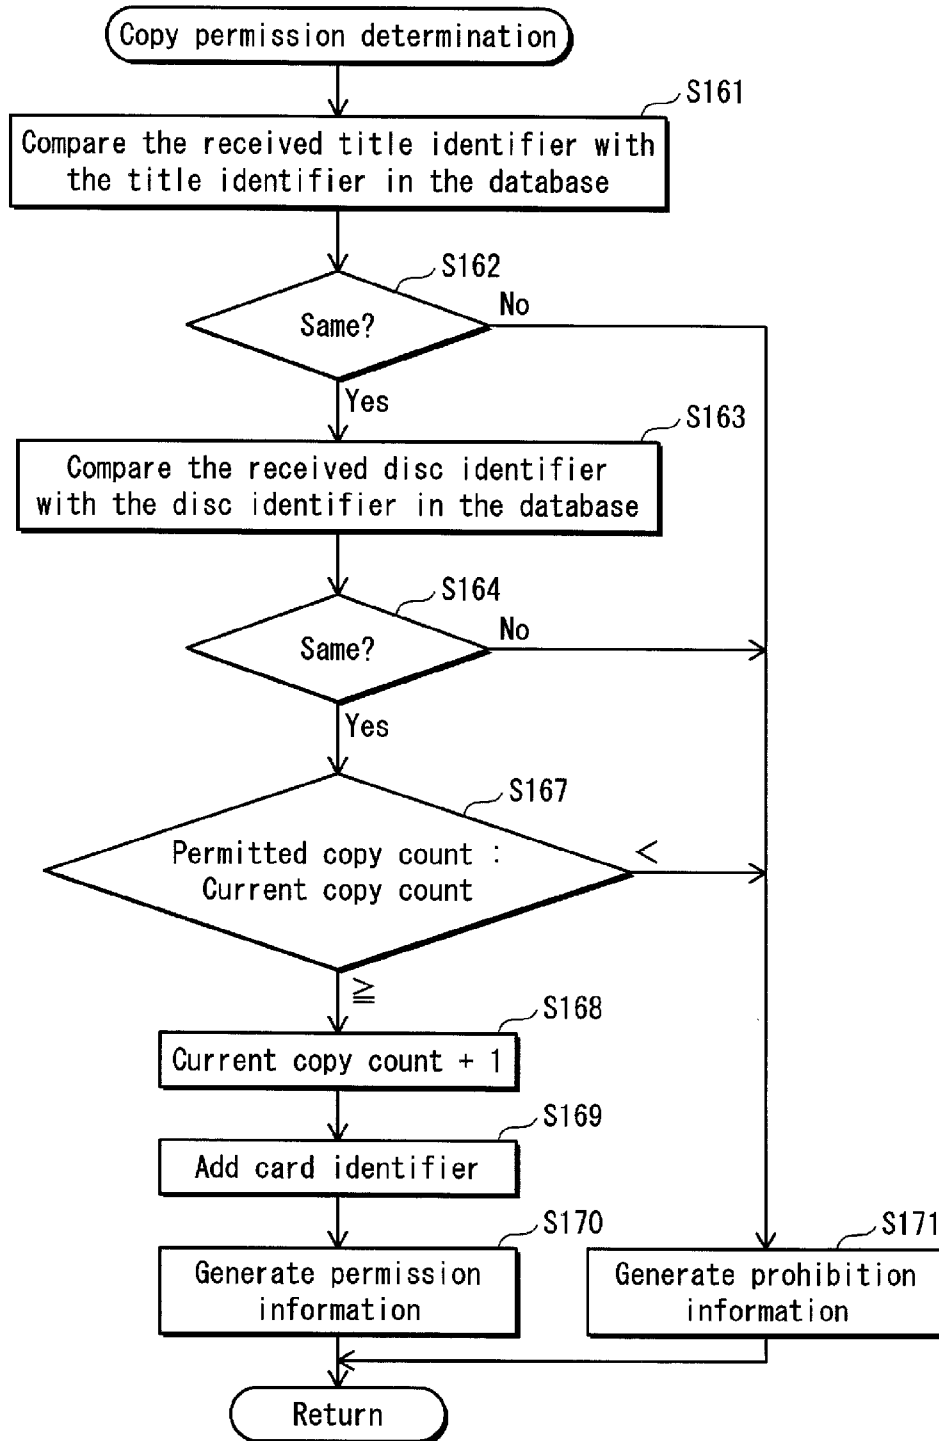 Copy permission determination
S161
Compare the received title identifier with
the title identifier in the database
S162
Same?
No
Yes
S163
Compare the received disc identifier
with the disc identifier in the database
S164
Same?
No
Yes
S167
Permitted copy count :
Current copy count
<
≧
S168
Current copy count + 1
S169
Add card identifier
S170
Generate permission
information
S171
Generate prohibition
information
Return